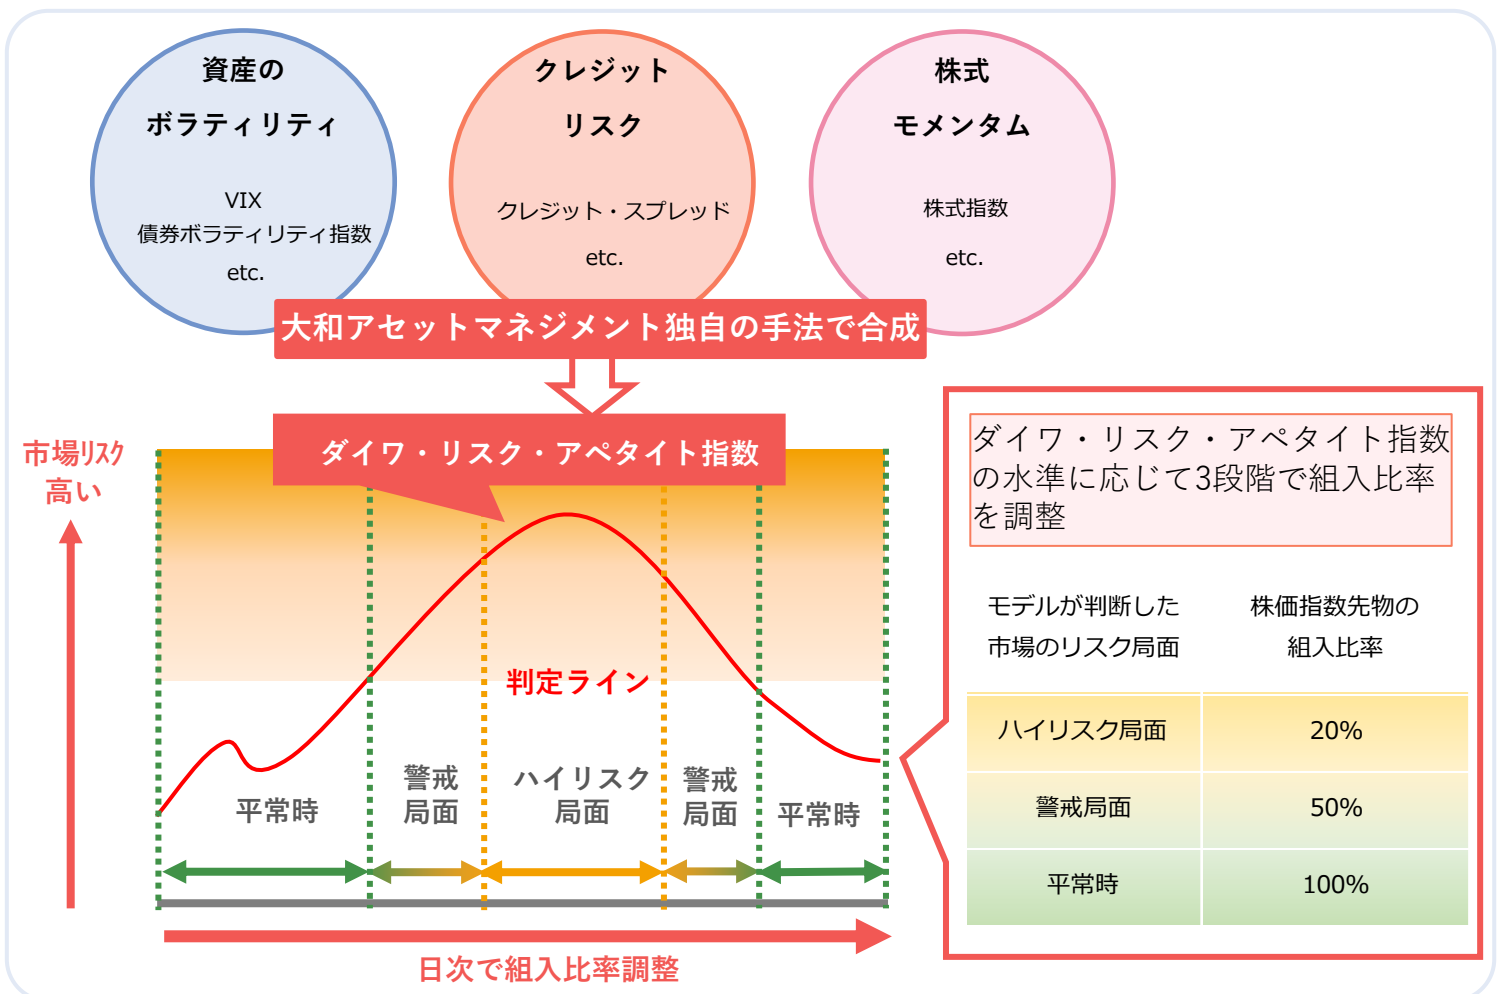 資産の
ボラティリティ
VIX
債券ボラティリティ指数
etc.
クレジット
リスク
クレジット・スプレッド
etc.
株式
モメンタム
株式指数
etc.
大和アセットマネジメント独自の手法で合成
ダイワ・リスク・アペタイト指数
市場リスク
高い
判定ライン
平常時
警戒
局面
ハイリスク
局面
警戒
局面
平常時
日次で組入比率調整
ダイワ・リスク・アペタイト指数
の水準に応じて3段階で組入比率
を調整
モデルが判断した
市場のリスク局面
株価指数先物の
組入比率
ハイリスク局面 20%
警戒局面 50%
平常時 100%